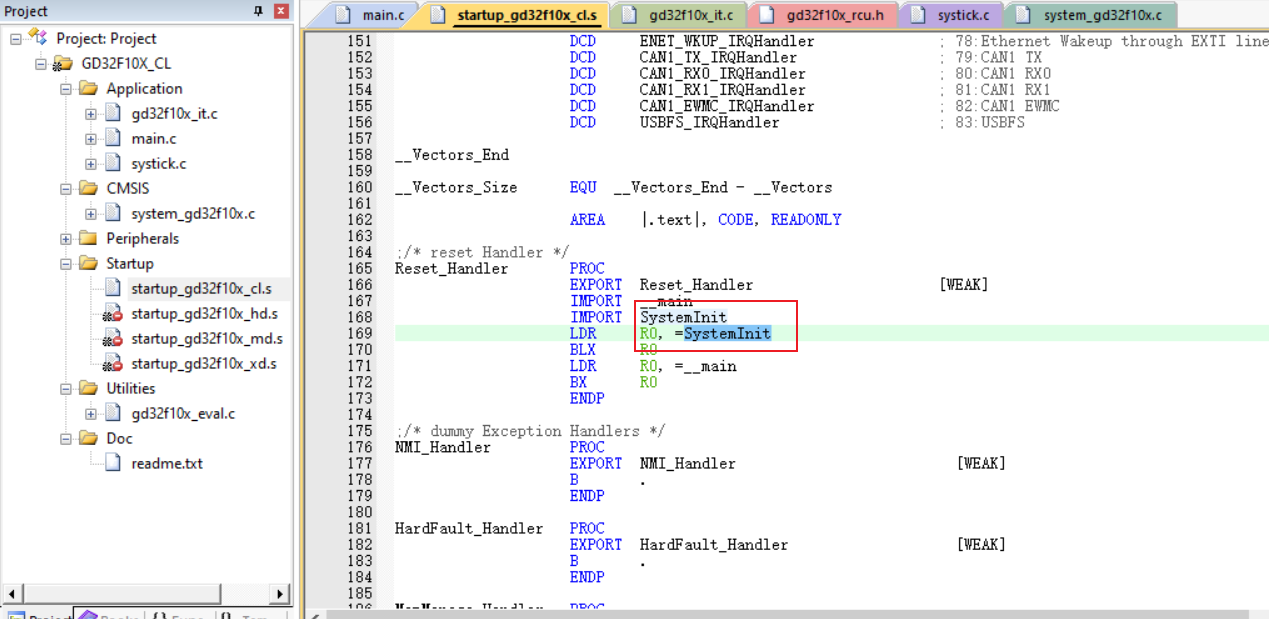 Project
Project: Project
GD32F10X_CL
Application
gd32f10x_it.c
main.c
systick.c
CMSIS
system_gd32f10x.c
Peripherals
Startup
startup_gd32f10x_cl.s
startup_gd32f10x_hd.s
startup_gd32f10x_md.s
startup_gd32f10x_xd.s
Utilities
gd32f10x_eval.c
Doc
readme.txt
main.c startup_gd32f10x_cl.s gd32f10x_it.c gd32f10x_rcu.h systick.c system_gd32f10x.c
151 DCD ENET_WKUP_IRQHandler ; 78:Ethernet Wakeup through EXTI line
152 DCD CAN1_TX_IRQHandler ; 79:CAN1 TX
153 DCD CAN1_RX0_IRQHandler ; 80:CAN1 RX0
154 DCD CAN1_RX1_IRQHandler ; 81:CAN1 RX1
155 DCD CAN1_EWMC_IRQHandler ; 82:CAN1 EWMC
156 DCD USBFS_IRQHandler ; 83:USBFS
157
158 __Vectors_End
159
160 __Vectors_Size EQU __Vectors_End - __Vectors
161
162 AREA |.text|, CODE, READONLY
163
164 ;/* reset Handler */
165 Reset_Handler PROC
166 EXPORT Reset_Handler [WEAK]
167 IMPORT __main
168 IMPORT SystemInit
169 LDR R0, =SystemInit
170 BLX R0
171 LDR R0, =__main
172 BX R0
173 ENDP
174
175 ;/* dummy Exception Handlers */
176 NMI_Handler PROC
177 EXPORT NMI_Handler [WEAK]
178 B .
179 ENDP
180
181 HardFault_Handler PROC
182 EXPORT HardFault_Handler [WEAK]
183 B .
184 ENDP
185
186 MemManage_Handler PROC
Project